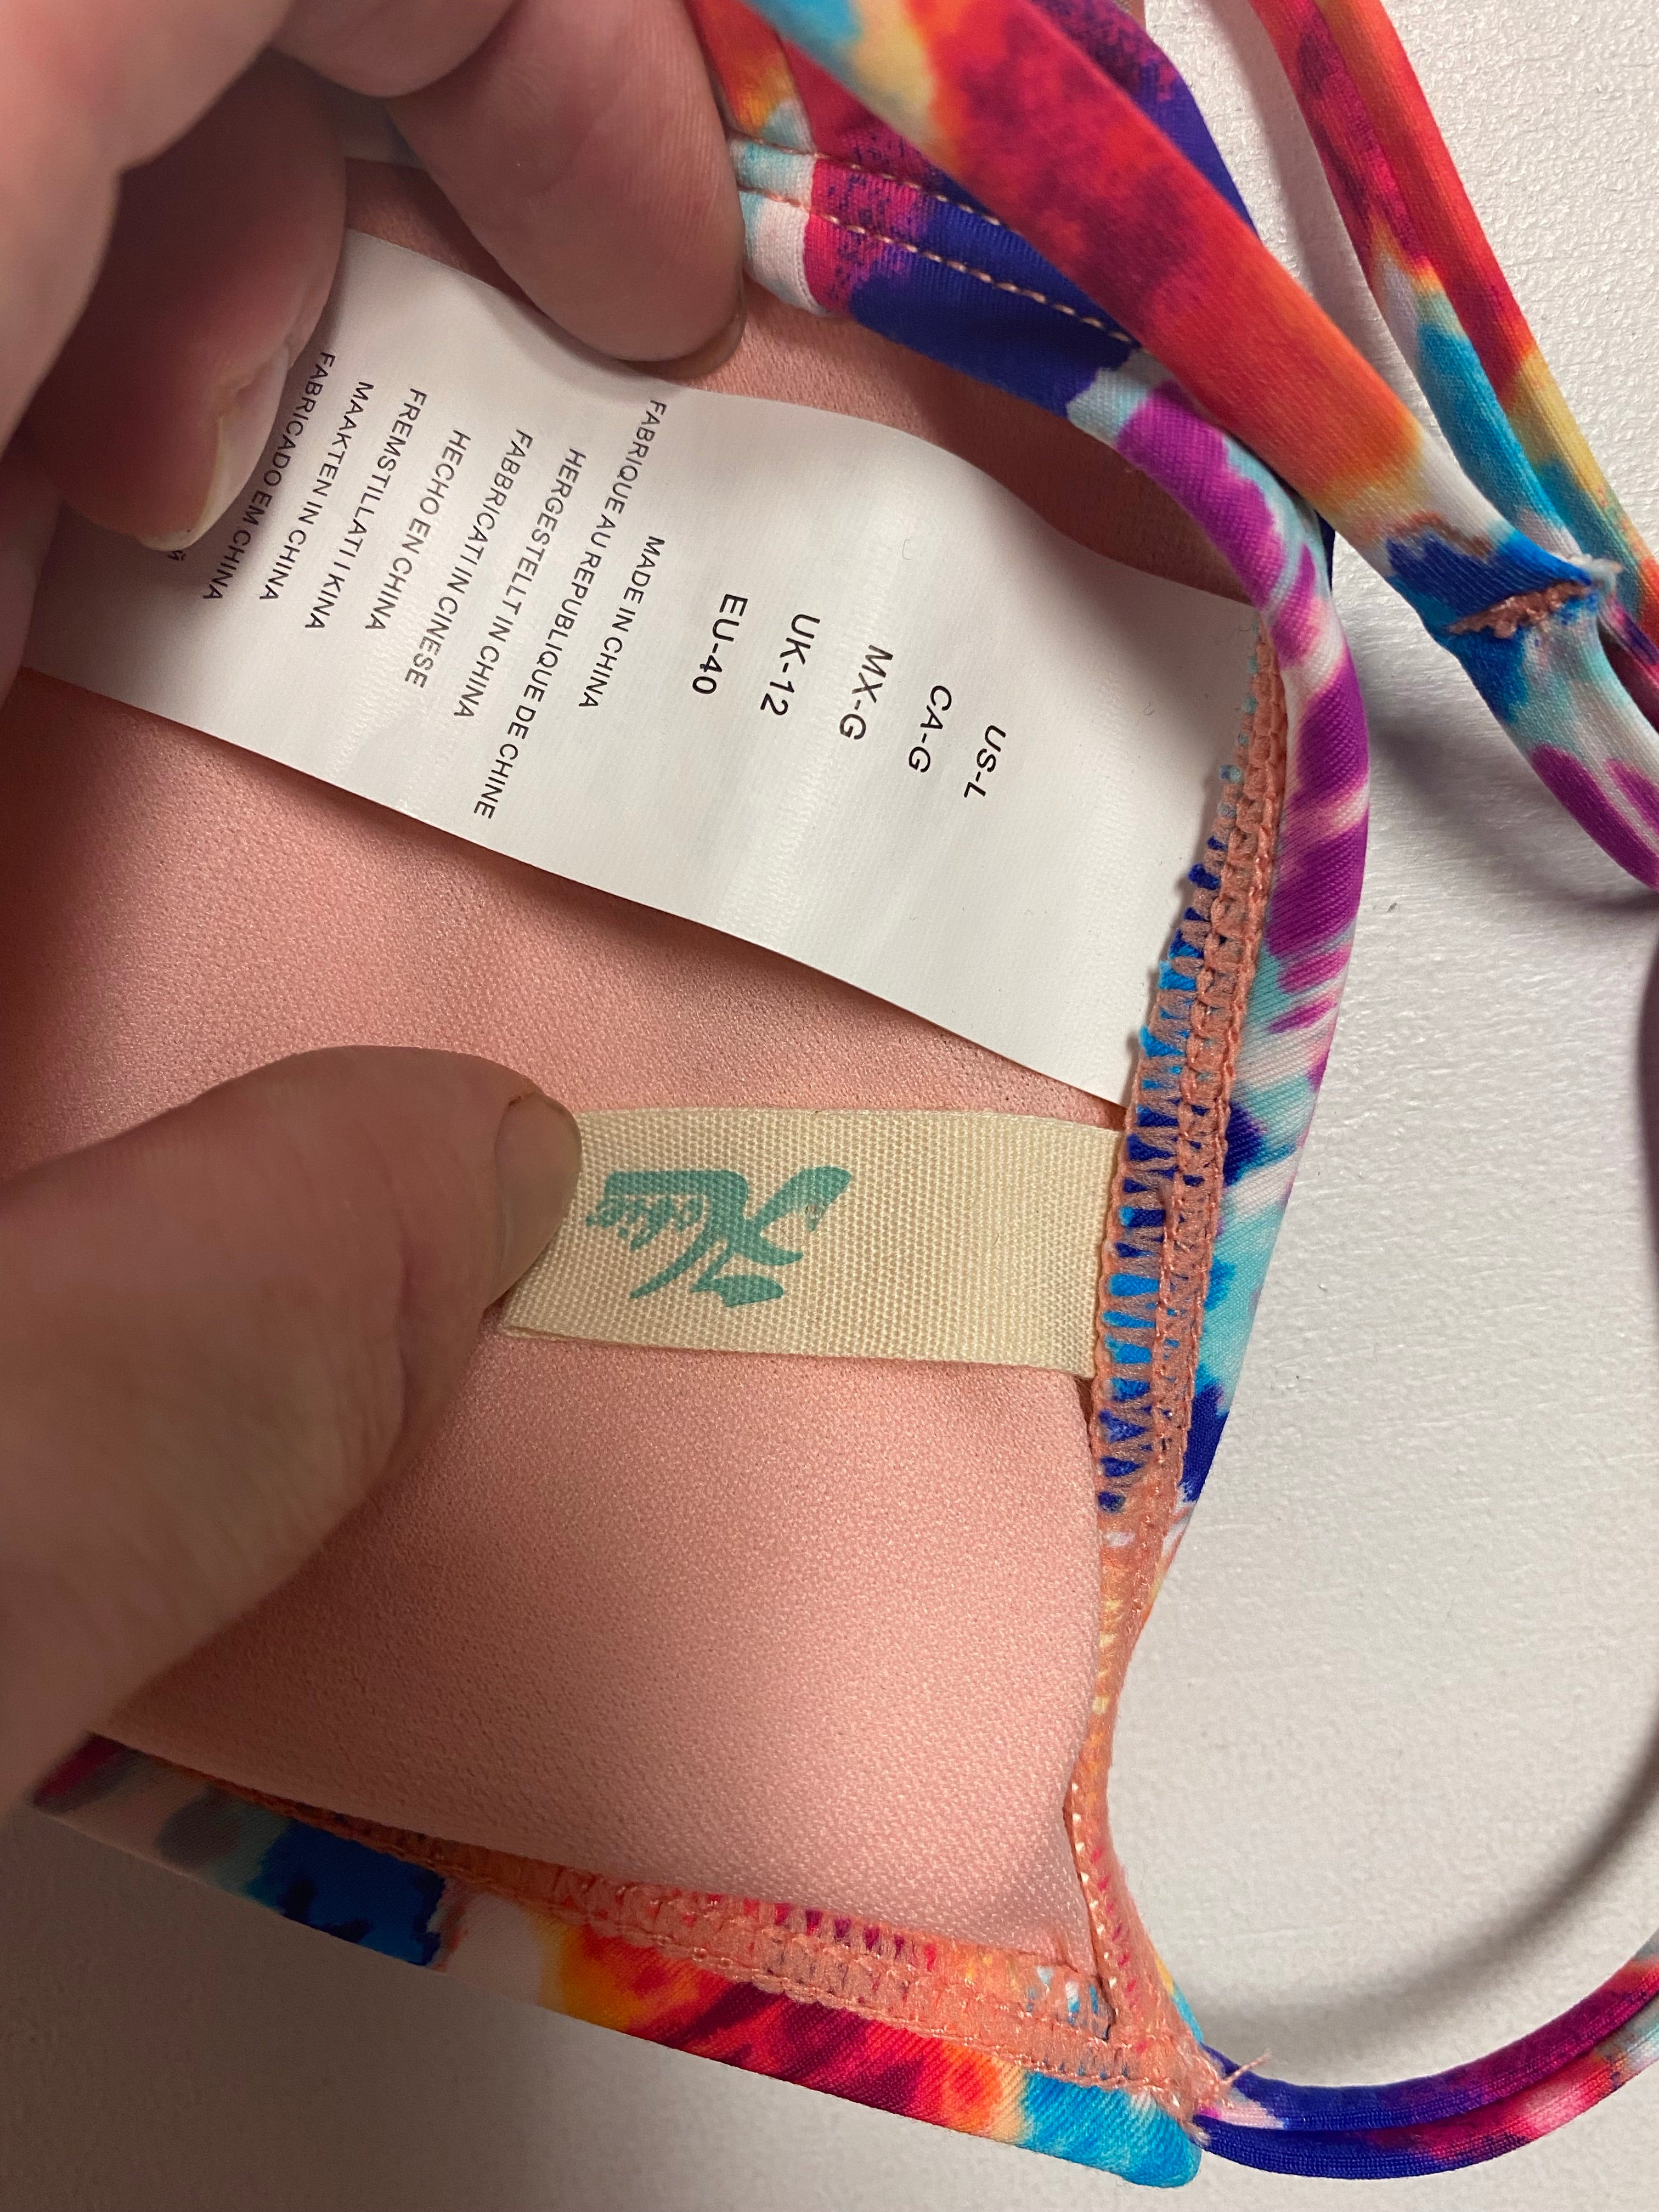 US-L
CA-G
MX-G
UK-12
EU-40
MADE IN CHINA
FABRIQUE AU REPUBLIQUE DE CHINE
HERGESTELLT IN CHINA
FABBRICATI IN CINESE
HECHO EN CHINA
FREMSTILLATI I KINA
MAAKTEN IN CHINA
FABRICADO EM CHINA